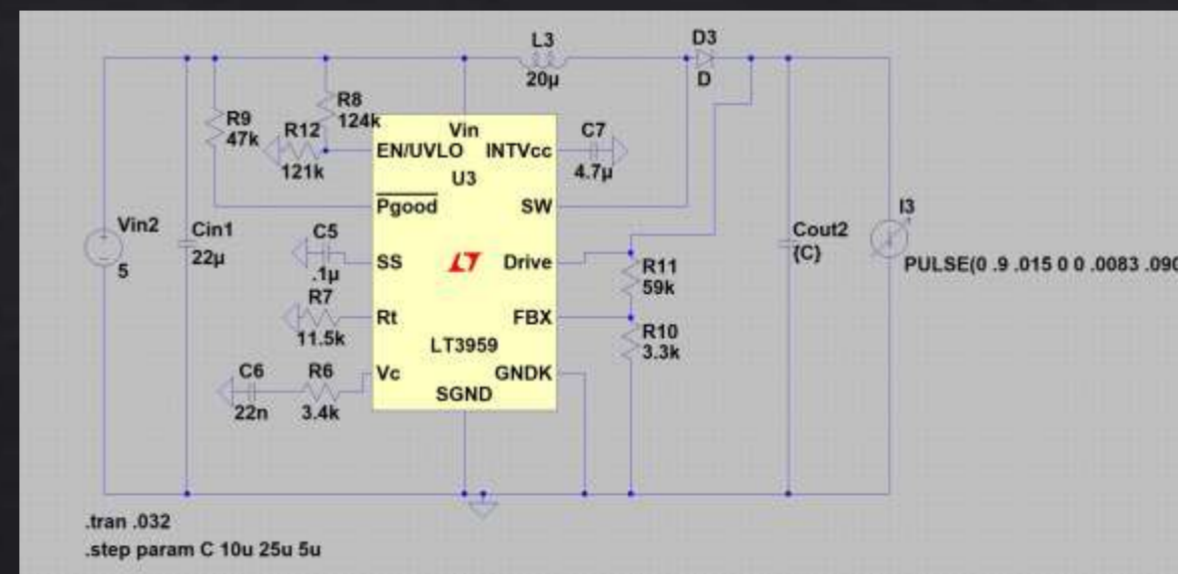 L3
20µ
D3
D
R9
47k
R8
124k
R12
121k
Vin
EN/UVLO
INTVcc
C7
4.7µ
U3
Pgood
SW
Vin2
5
Cin1
22µ
C5
.1µ
SS
LT
Drive
R11
59k
Cout2
{C}
I3
PULSE(0 .9 .015 0 0 .0083 .090
R7
11.5k
Rt
FBX
R10
3.3k
LT3959
C6
22n
R6
3.4k
Vc
GNDK
SGND
.tran .032
.step param C 10u 25u 5u